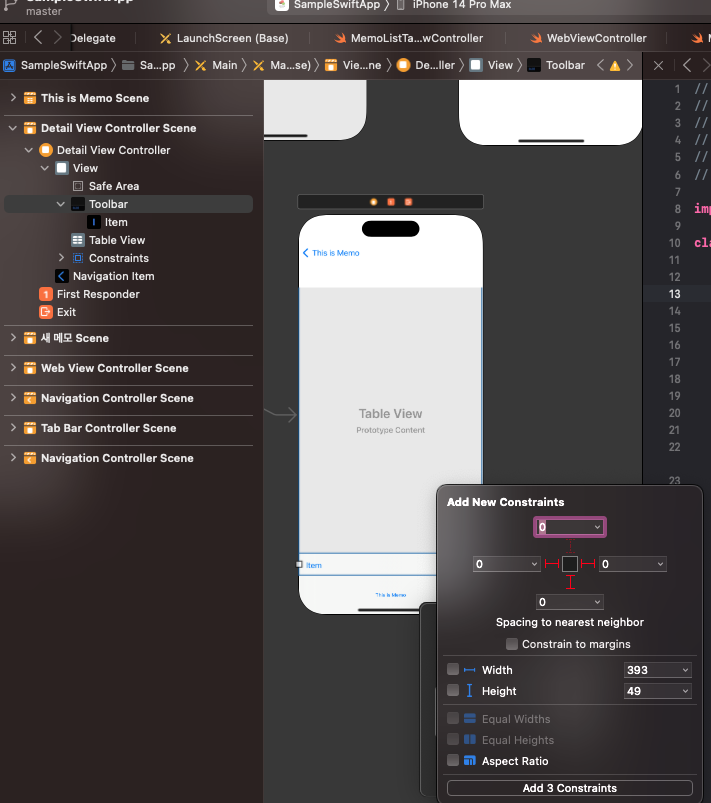 SampleSwiftApp
master
SampleSwiftApp 〉 iPhone 14 Pro Max
Delegate
LaunchScreen (Base)
MemoListTa...wController
WebViewController
SampleSwiftApp 〉 Sa...pp 〉 Main 〉 Ma...se) 〉 Vie...ne 〉 De...ller 〉 View 〉 Toolbar
This is Memo Scene
Detail View Controller Scene
Detail View Controller
View
Safe Area
Toolbar
Item
Table View
Constraints
Navigation Item
First Responder
Exit
새 메모 Scene
Web View Controller Scene
Navigation Controller Scene
Tab Bar Controller Scene
Navigation Controller Scene
This is Memo
Table View
Prototype Content
Item
This is Memo
1 //
2 //
3 //
4 //
5 //
6 //
7
8 imp
9
10 cla
11
12
13
14
15
16
17
18
19
20
21
22
23
Add New Constraints
0
0
0
0
Spacing to nearest neighbor
Constrain to margins
Width 393
Height 49
Equal Widths
Equal Heights
Aspect Ratio
Add 3 Constraints